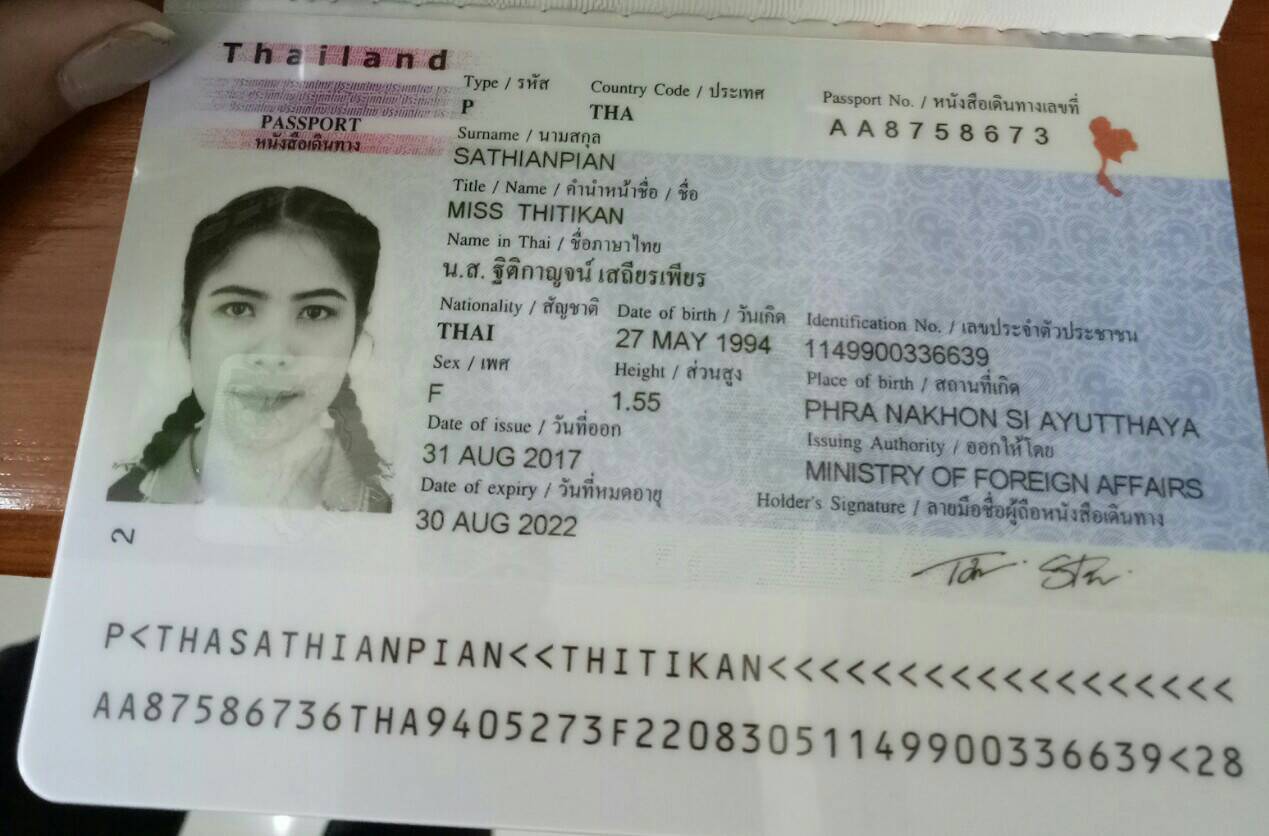 Thailand
PASSPORT
หนังสือเดินทาง
Type / รหัส Country Code / ประเทศ Passport No. / หนังสือเดินทางเลขที่
P THA AA8758673
Surname / นามสกุล
SATHIANPIAN
Title / Name / คำนำหน้าชื่อ / ชื่อ
MISS THITIKAN
Name in Thai / ชื่อภาษาไทย
น.ส. ฐิติกาญจน์ เสถียรเพียร
Nationality / สัญชาติ Date of birth / วันเกิด Identification No. / เลขประจำตัวประชาชน
THAI 27 MAY 1994 1149900336639
Sex / เพศ Height / ส่วนสูง Place of birth / สถานที่เกิด
F 1.55 PHRA NAKHON SI AYUTTHAYA
Date of issue / วันที่ออก Issuing Authority / ออกให้โดย
31 AUG 2017 MINISTRY OF FOREIGN AFFAIRS
Date of expiry / วันที่หมดอายุ Holder's Signature / ลายมือชื่อผู้ถือหนังสือเดินทาง
30 AUG 2022
2
P<THASATHIANPIAN<<THITIKAN<<<<<<<<<<<<<<<<<<
AA87586736THA9405273F22083051149900336639<28